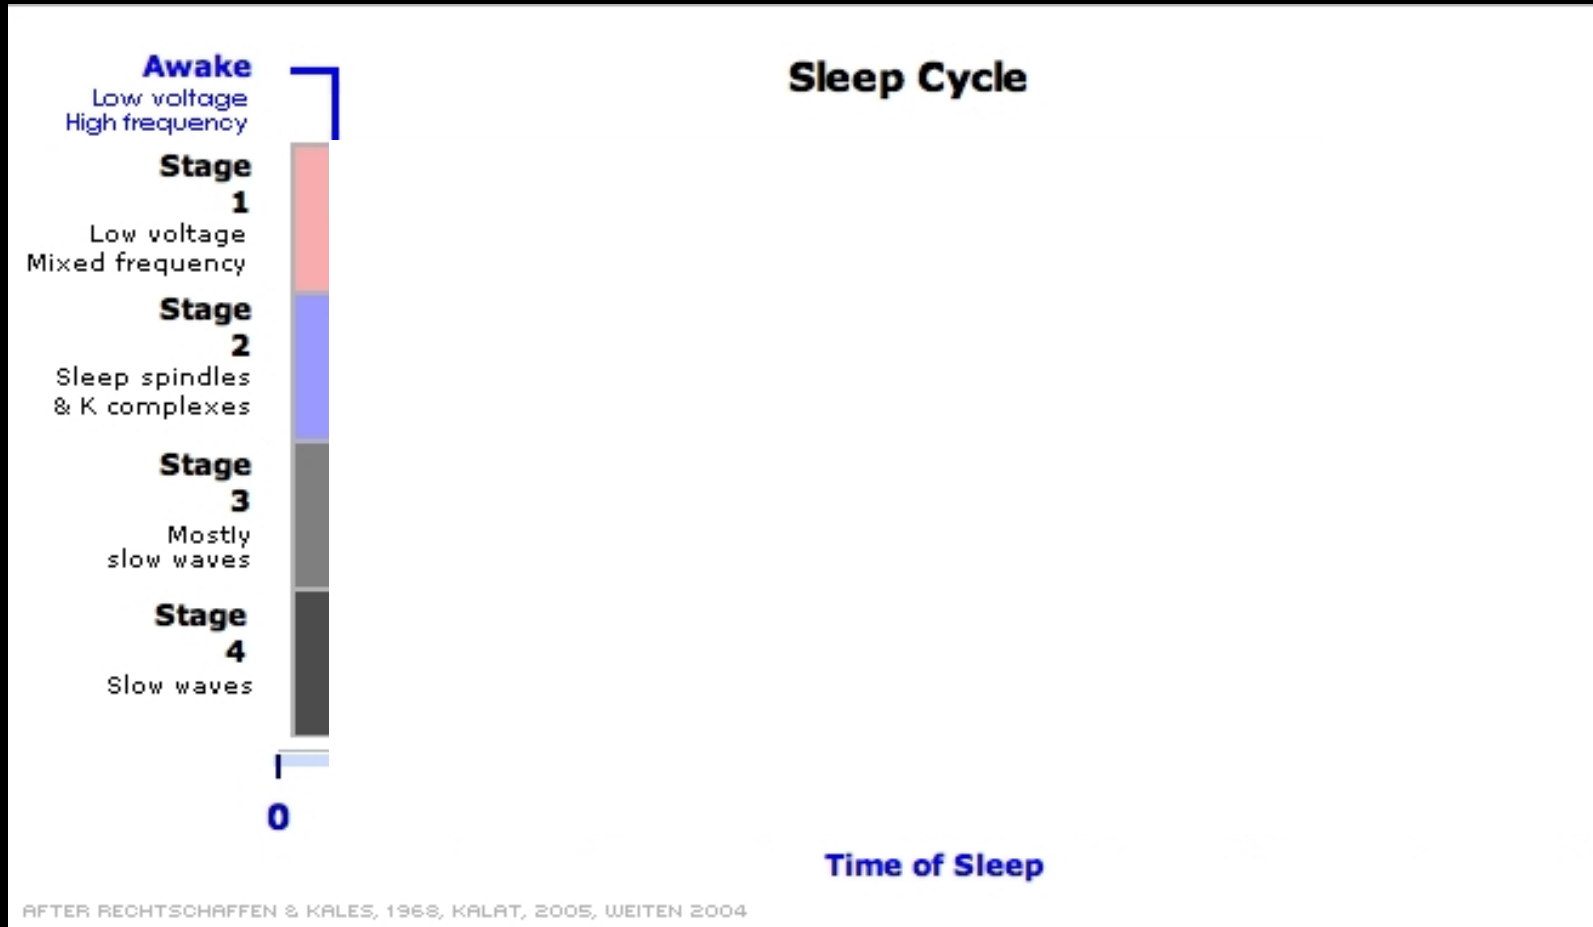 Sleep Cycle
Awake
Low voltage
High frequency
Stage
1
Low voltage
Mixed frequency
Stage
2
Sleep spindles
& K complexes
Stage
3
Mostly
slow waves
Stage
4
Slow waves
0
Time of Sleep
AFTER RECHTSCHAFFEN & KALES, 1968, KALAT, 2005, WEITEN 2004